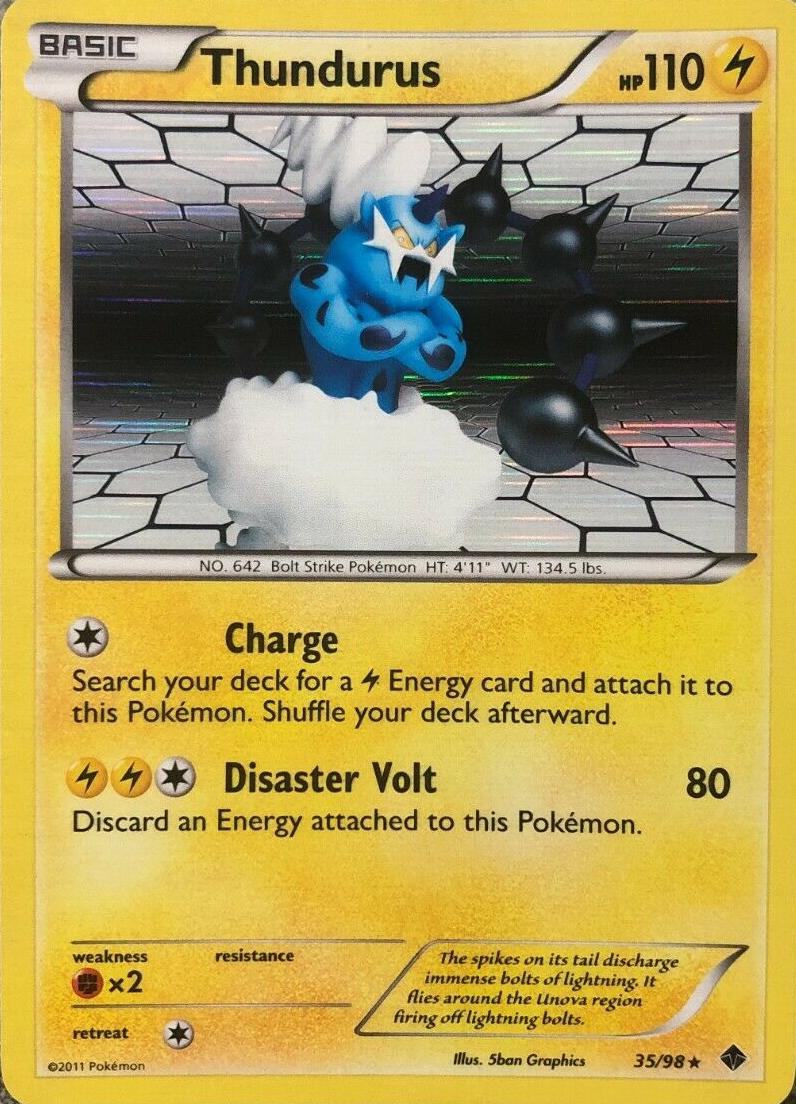 BASIC
Thundurus
HP110
NO. 642 Bolt Strike Pokémon HT: 4'11" WT: 134.5 lbs.
Charge
Search your deck for a Energy card and attach it to
this Pokémon. Shuffle your deck afterward.
Disaster Volt 80
Discard an Energy attached to this Pokémon.
weakness resistance
×2
retreat
The spikes on its tail discharge
immense bolts of lightning. It
flies around the Unova region
firing off lightning bolts.
©2011 Pokémon
Illus. 5ban Graphics
35/98★